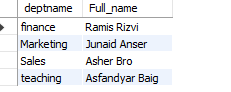 deptname Full_name
finance Ramis Rizvi
Marketing Junaid Anser
Sales Asher Bro
teaching Asfandyar Baig